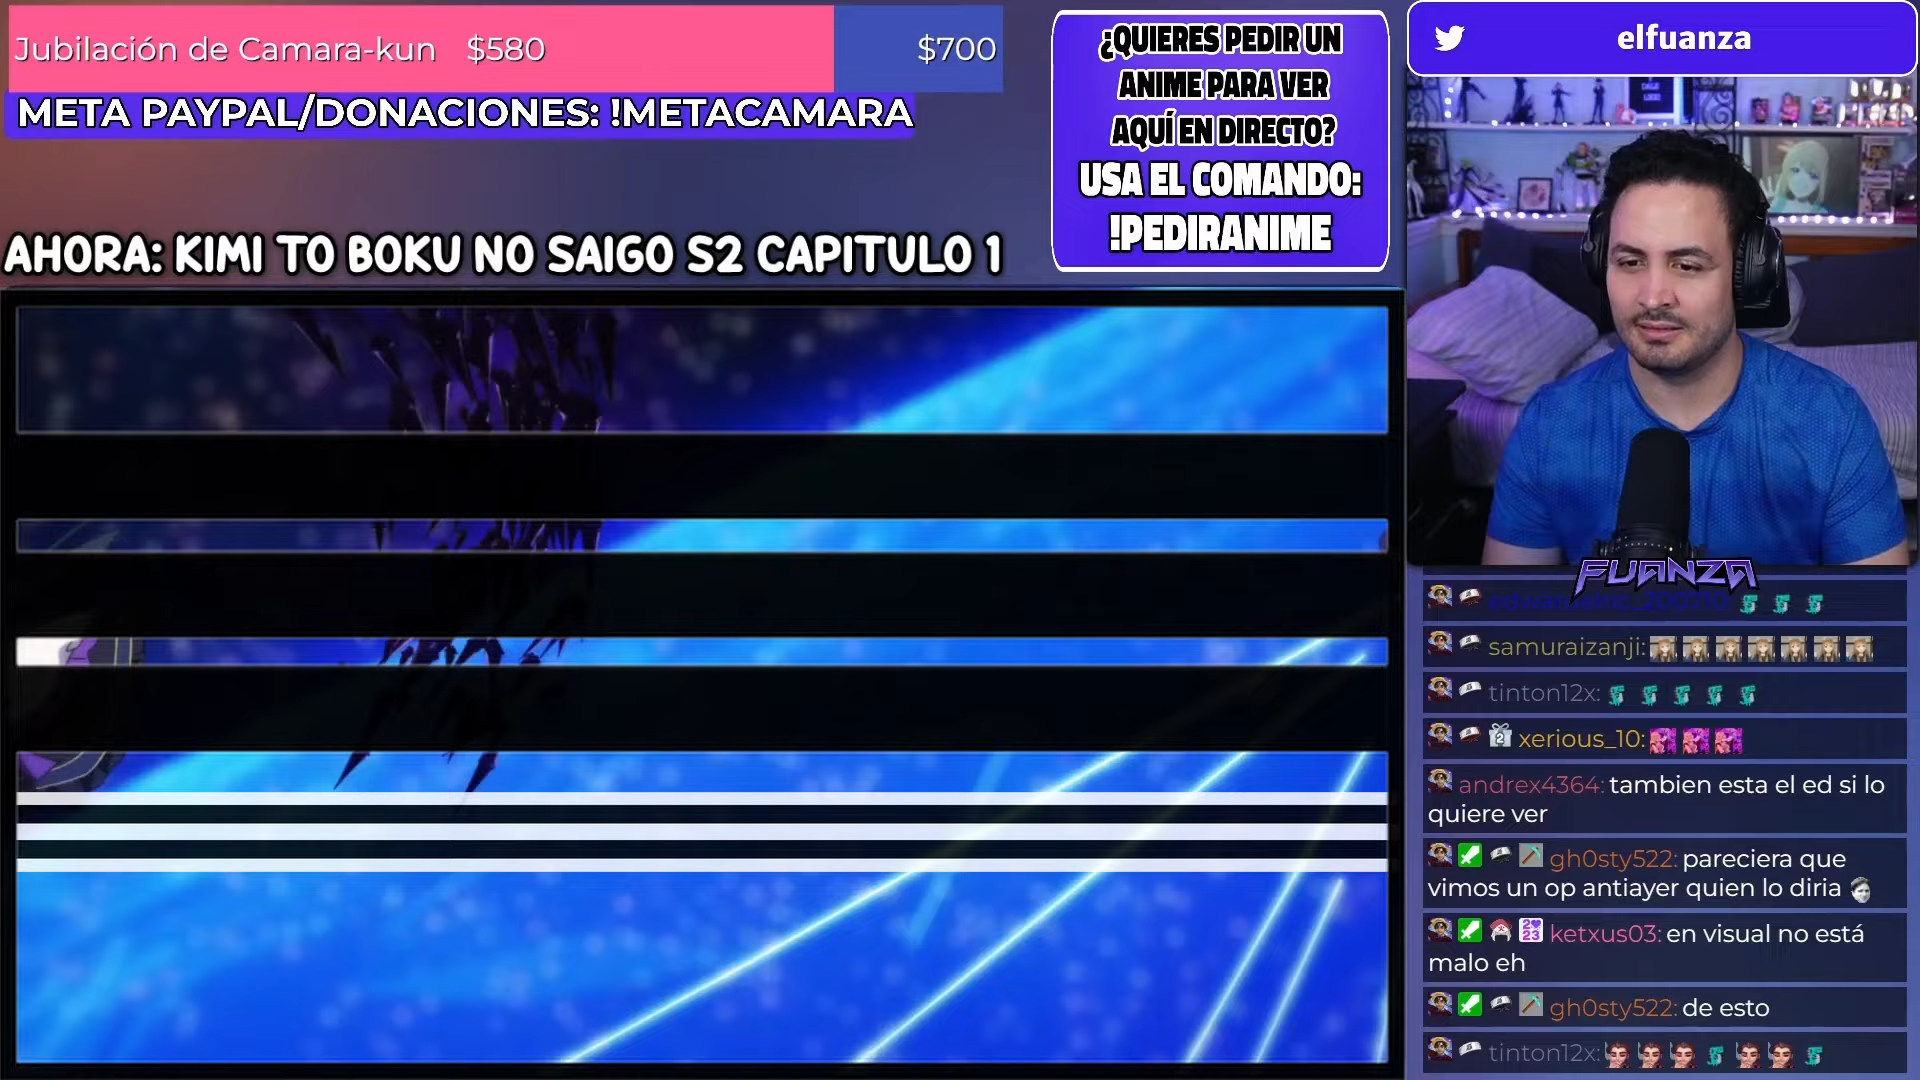 Jubilación de Camara-kun $580 $700
META PAYPAL/DONACIONES: !METACAMARA
AHORA: KIMI TO BOKU NO SAIGO S2 CAPITULO 1
¿QUIERES PEDIR UN
ANIME PARA VER
AQUÍ EN DIRECTO?
USA EL COMANDO:
!PEDIRANIME
elfuanza
FUANZA
samuraizanji:
tinton12x:
xerious_10:
andrex4364: tambien esta el ed si lo
quiere ver
gh0sty522: pareciera que
vimos un op antiayer quien lo diria
ketxus03: en visual no está
malo eh
gh0sty522: de esto
tinton12x: